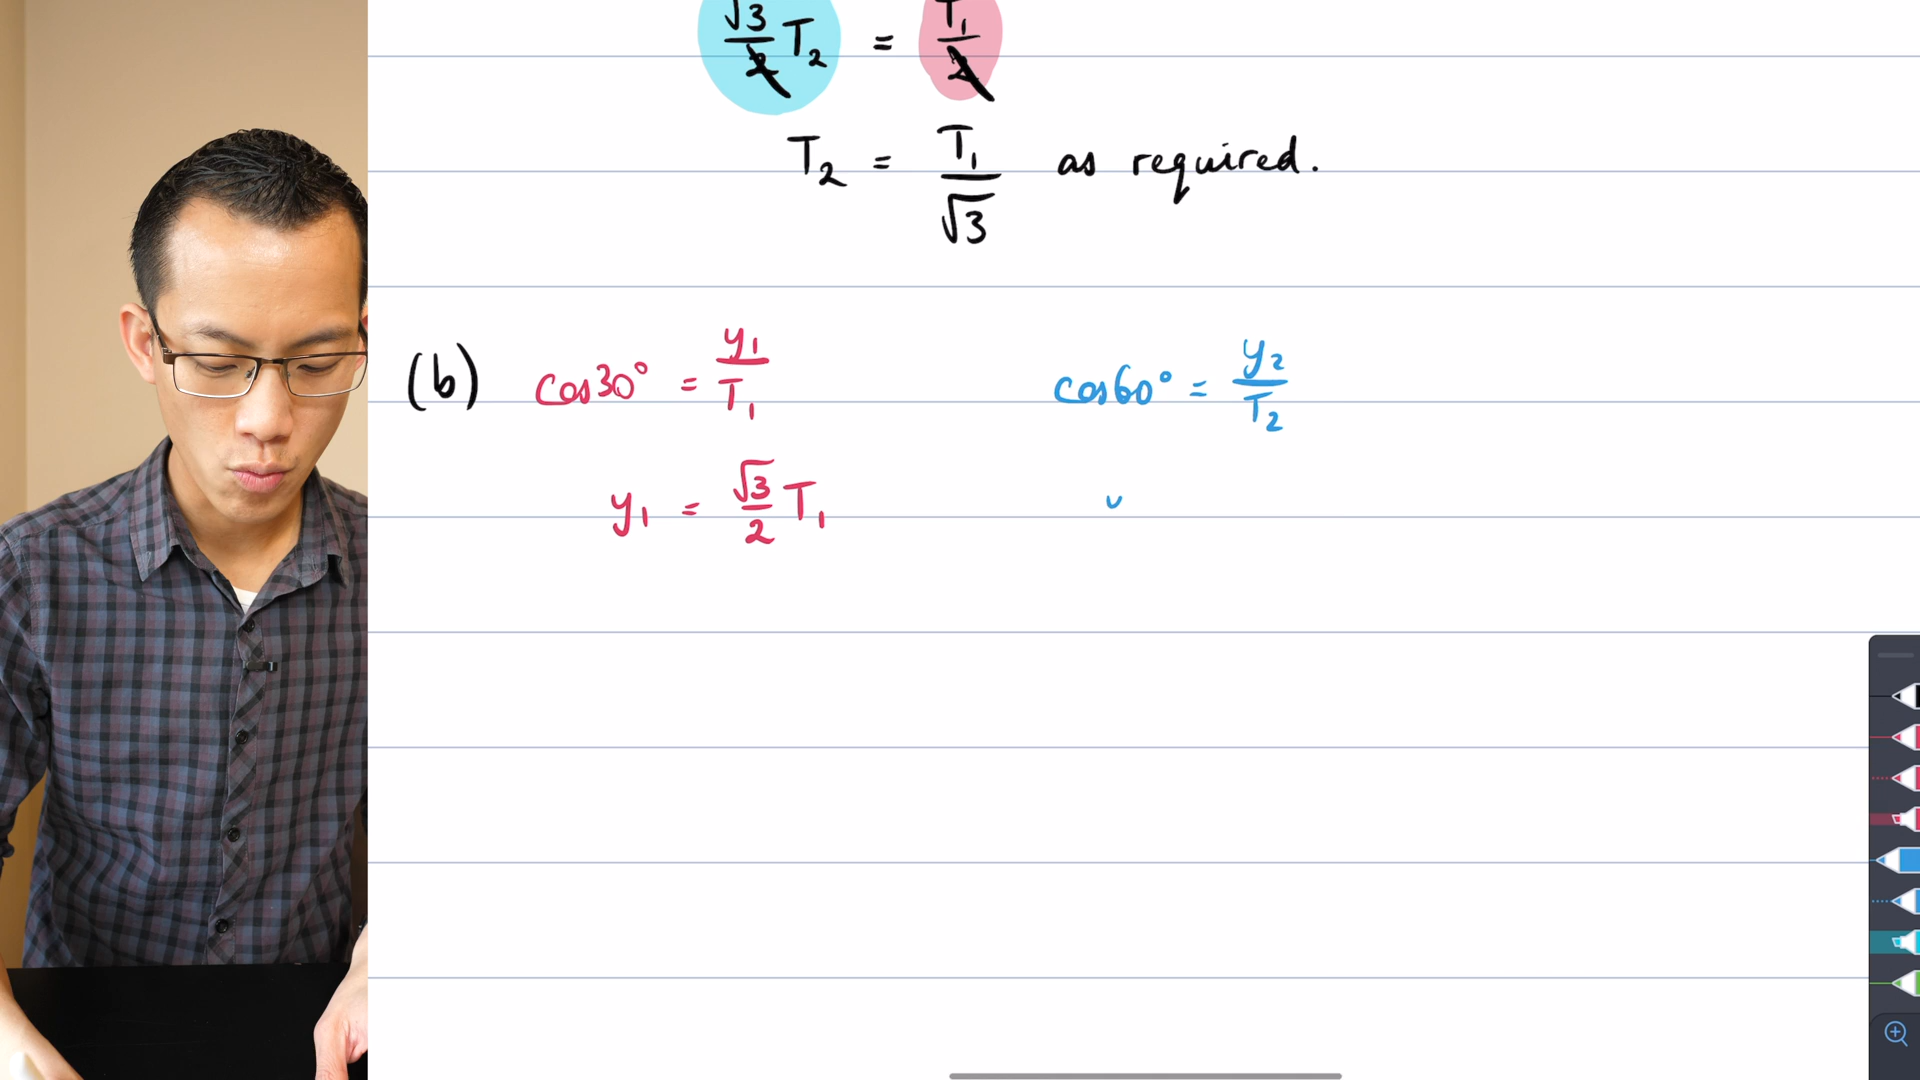 √3/2 T₂ = T₁/2
T₂ = T₁/√3 as required.
(b) cos30° = y₁/T₁
cos60° = y₂/T₂
y₁ = √3/2 T₁